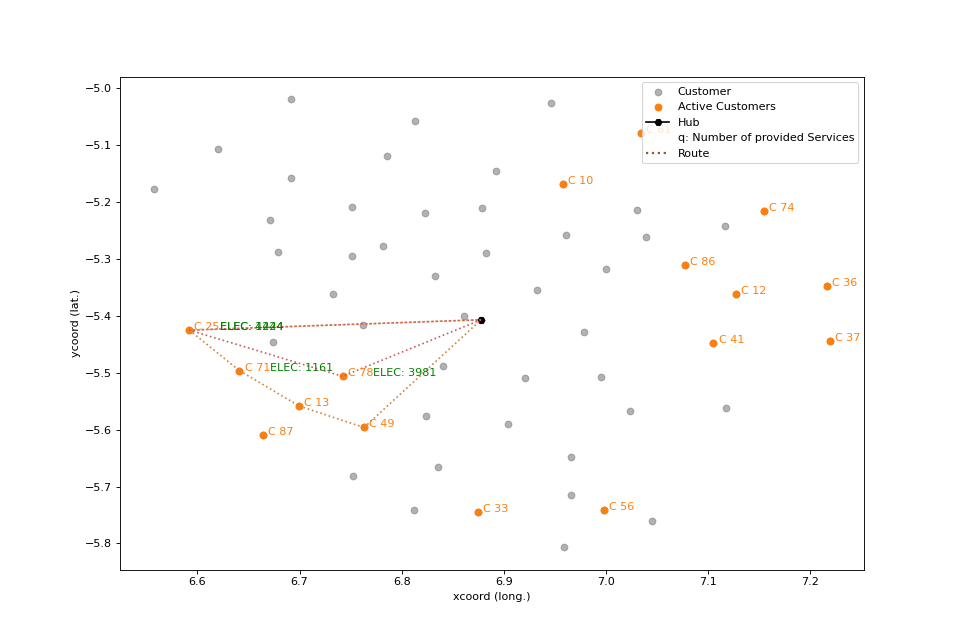 Customer
Active Customers
Hub
q: Number of provided Services
Route
C 10
C 74
C 86
C 36
C 12
C 41
C 37
C 25
C 71 ELEC: 1161
C 78 ELEC: 3981
C 13
C 49
C 87
C 33
C 56
−5.0
−5.1
−5.2
−5.3
−5.4
−5.5
−5.6
−5.7
−5.8
ycoord (lat.)
6.6
6.7
6.8
6.9
7.0
7.1
7.2
xcoord (long.)